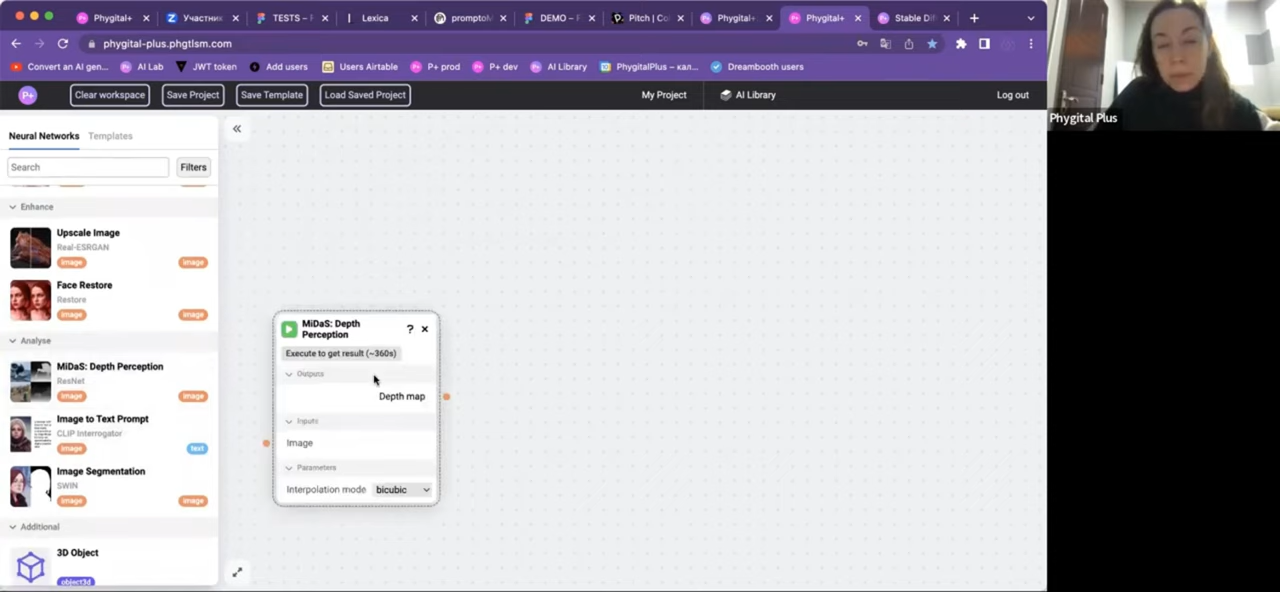 Phygital+
Участник
TESTS – F
Lexica
promptoM
DEMO – F
Pitch | Co
Phygital+
Phygital+
Stable Dif
phygital-plus.phgtlsm.com
Convert an AI gen...
AI Lab
JWT token
Add users
Users Airtable
P+ prod
P+ dev
AI Library
PhygitalPlus – кал...
Dreambooth users
P+
Clear workspace
Save Project
Save Template
Load Saved Project
My Project
AI Library
Log out
Phygital Plus
Neural Networks
Templates
Search
Filters
Enhance
Upscale Image
Real-ESRGAN
image
image
Face Restore
Restore
image
image
Analyse
MiDaS: Depth Perception
ResNet
image
image
Image to Text Prompt
CLIP Interrogator
image
text
Image Segmentation
SWIN
image
image
Additional
3D Object
object3d
MiDaS: Depth
Perception
?
Execute to get result (~360s)
Outputs
Depth map
Inputs
Image
Parameters
Interpolation mode
bicubic